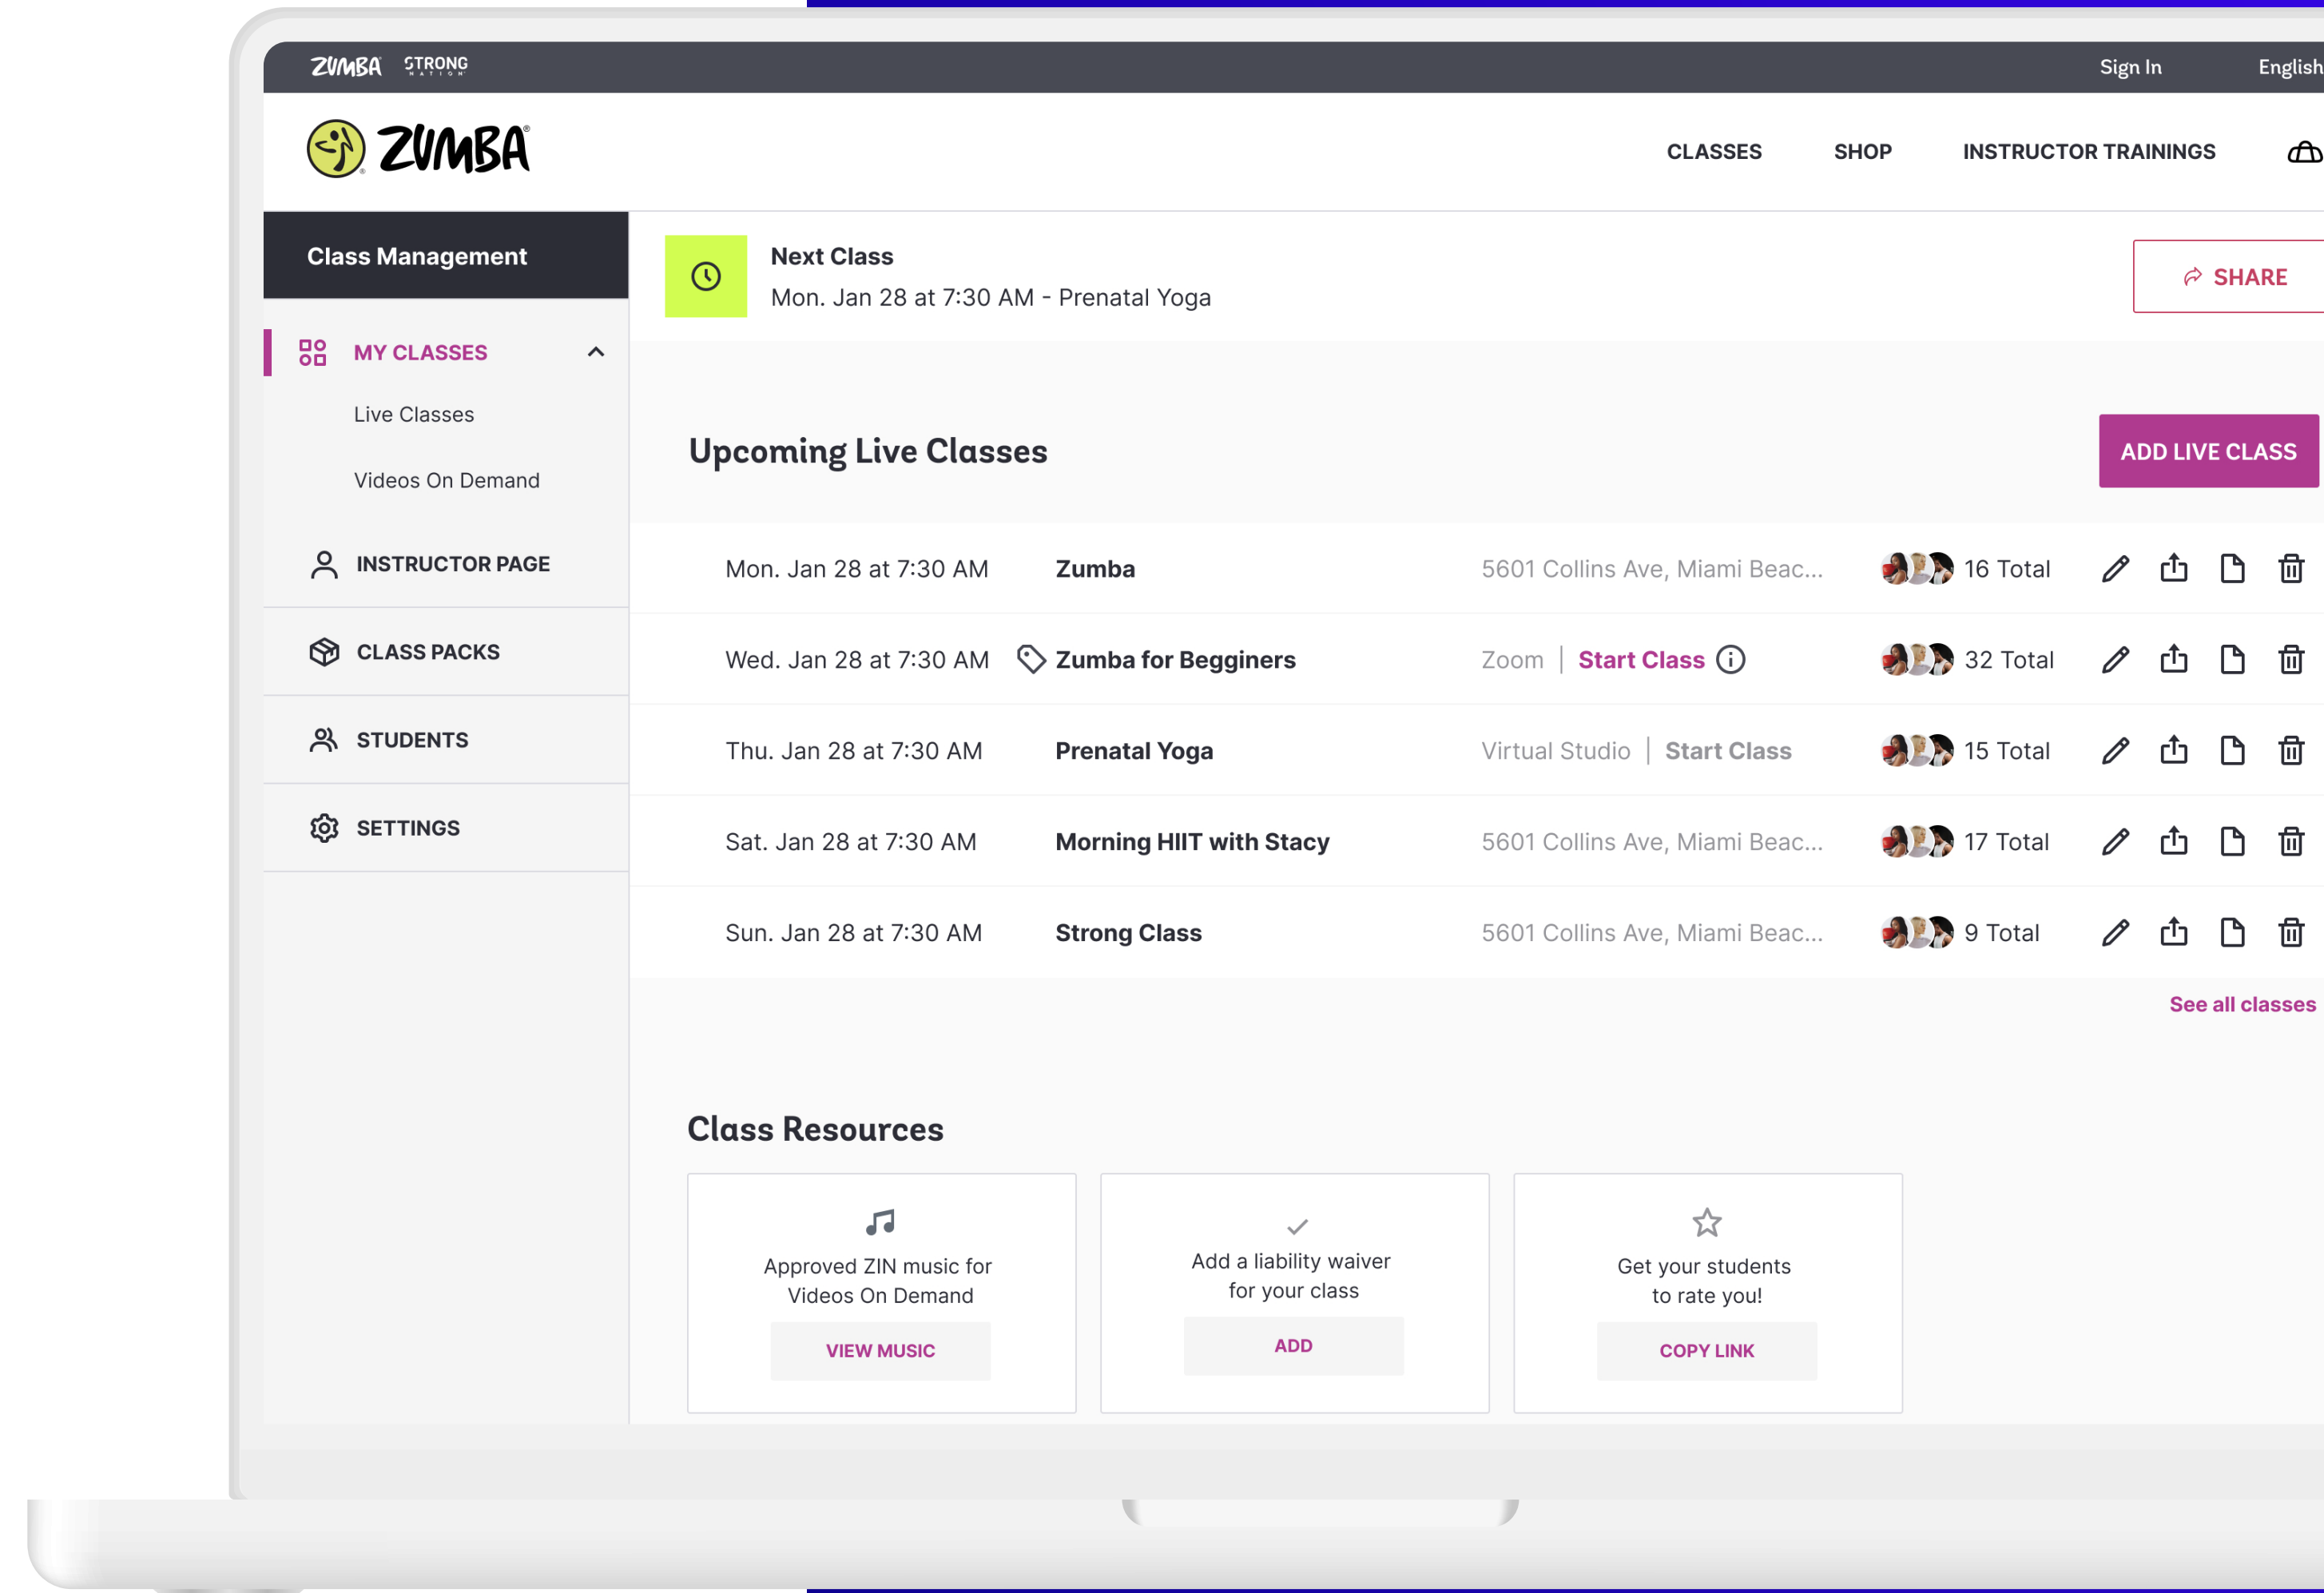 ZUMBA STRONG NATION Sign In English
ZUMBA CLASSES SHOP INSTRUCTOR TRAININGS
Class Management
MY CLASSES
Live Classes
Videos On Demand
INSTRUCTOR PAGE
CLASS PACKS
STUDENTS
SETTINGS
Next Class
Mon. Jan 28 at 7:30 AM - Prenatal Yoga
SHARE
Upcoming Live Classes
ADD LIVE CLASS
Mon. Jan 28 at 7:30 AM Zumba 5601 Collins Ave, Miami Beac... 16 Total
Wed. Jan 28 at 7:30 AM Zumba for Begginers Zoom | Start Class 32 Total
Thu. Jan 28 at 7:30 AM Prenatal Yoga Virtual Studio | Start Class 15 Total
Sat. Jan 28 at 7:30 AM Morning HIIT with Stacy 5601 Collins Ave, Miami Beac... 17 Total
Sun. Jan 28 at 7:30 AM Strong Class 5601 Collins Ave, Miami Beac... 9 Total
See all classes
Class Resources
Approved ZIN music for
Videos On Demand
VIEW MUSIC
Add a liability waiver
for your class
ADD
Get your students
to rate you!
COPY LINK